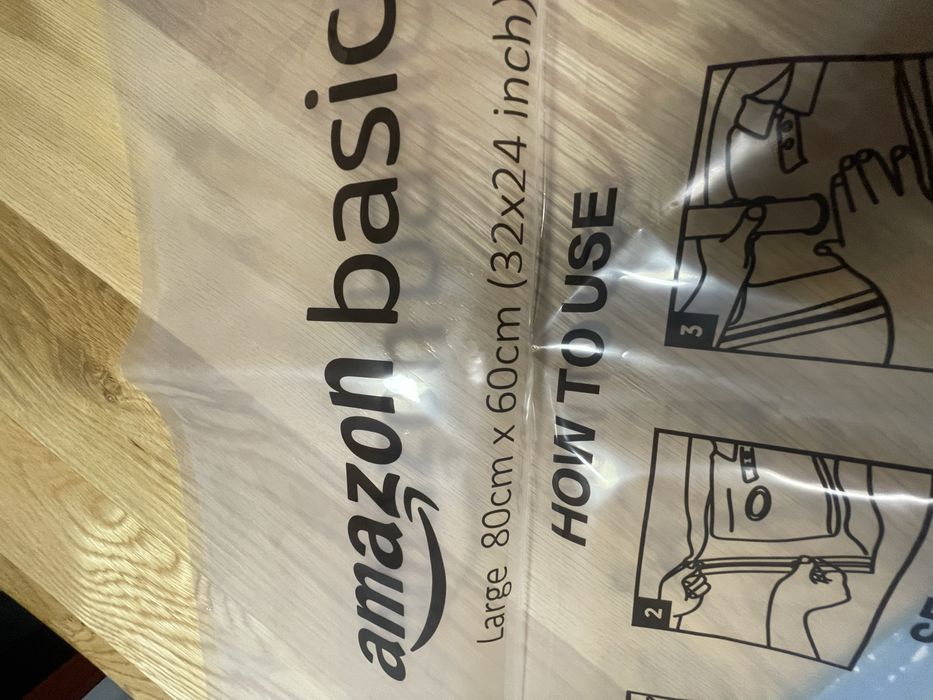 amazon basic
Large 80cm x 60cm (32x24 inch)
HOW TO USE
2
3